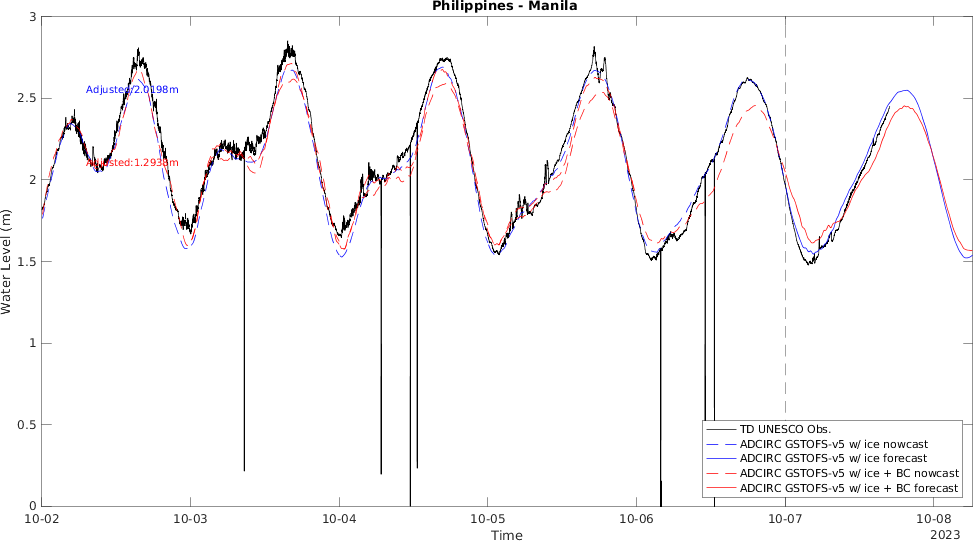 Philippines - Manila
3
2.5
2
1.5
1
0.5
0
Water Level (m)
Adjusted:2.0198m
TD UNESCO Obs.
ADCIRC GSTOFS-v5 w/ ice nowcast
ADCIRC GSTOFS-v5 w/ ice forecast
ADCIRC GSTOFS-v5 w/ ice + BC nowcast
ADCIRC GSTOFS-v5 w/ ice + BC forecast
10-02
10-03
10-04
10-05
10-06
10-07
10-08
Time
2023